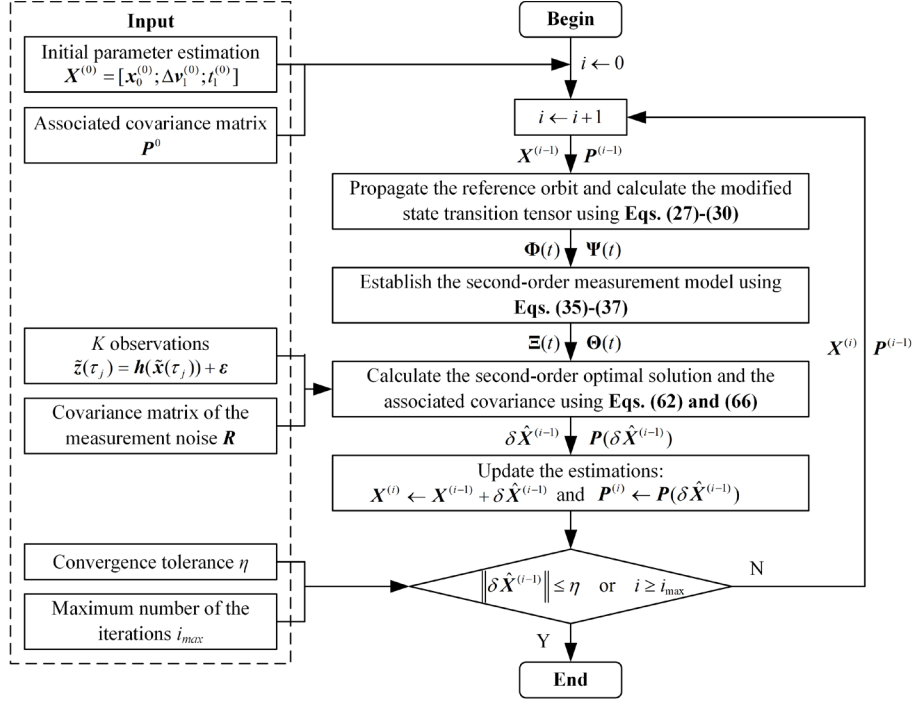 Input
Initial parameter estimation
X^(0) = [x_0^(0); Δv_1^(0); t_1^(0)]
Associated covariance matrix
P^0
K observations
z̃(τ_j) = h(x̃(τ_j)) + ε
Covariance matrix of the
measurement noise R
Convergence tolerance η
Maximum number of the
iterations i_max
Begin
i ← 0
i ← i+1
X^(i−1) P^(i−1)
Propagate the reference orbit and calculate the modified
state transition tensor using Eqs. (27)-(30)
Φ(t) Ψ(t)
Establish the second-order measurement model using
Eqs. (35)-(37)
Ξ(t) Θ(t)
Calculate the second-order optimal solution and the
associated covariance using Eqs. (62) and (66)
δX̂^(i−1) P(δX̂^(i−1))
Update the estimations:
X^(i) ← X^(i−1) + δX̂^(i−1) and P^(i) ← P(δX̂^(i−1))
‖δX̂^(i−1)‖ ≤ η or i ≥ i_max
N
X^(i) P^(i−1)
Y
End